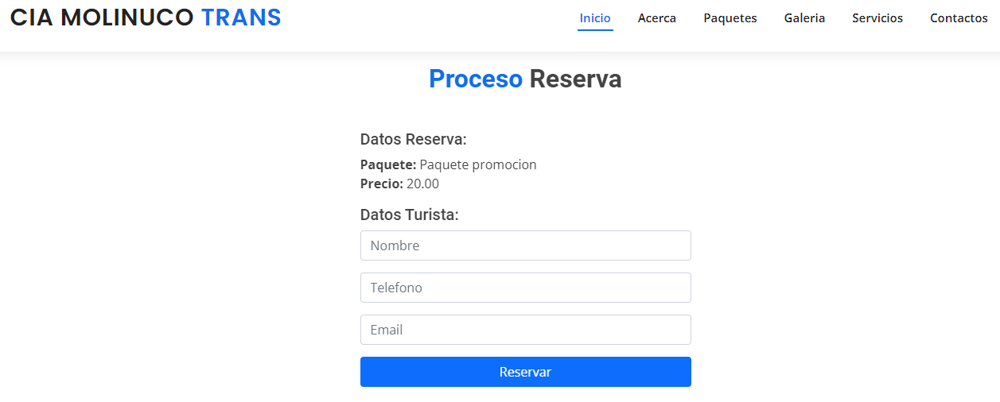 CIA MOLINUCO TRANS
Inicio Acerca Paquetes Galeria Servicios Contactos
Proceso Reserva
Datos Reserva:
Paquete: Paquete promocion
Precio: 20.00
Datos Turista:
Nombre
Telefono
Email
Reservar